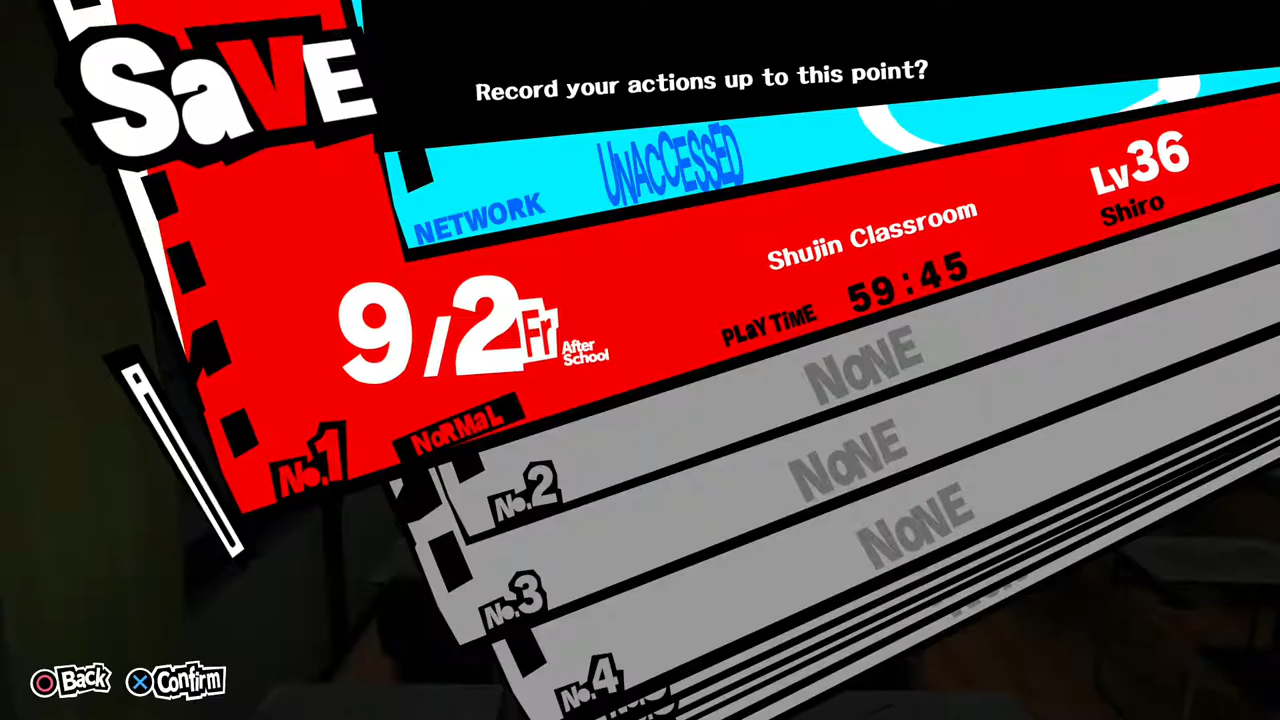 SaVE
Record your actions up to this point?
NETWORK UNACCESSED
Shujin Classroom
Lv36
Shiro
9/2 Fr After School
PLaY TiME 59:45
No.1 NoRMaL
NoNE
No.2
NoNE
No.3
NoNE
No.4
Back Confirm